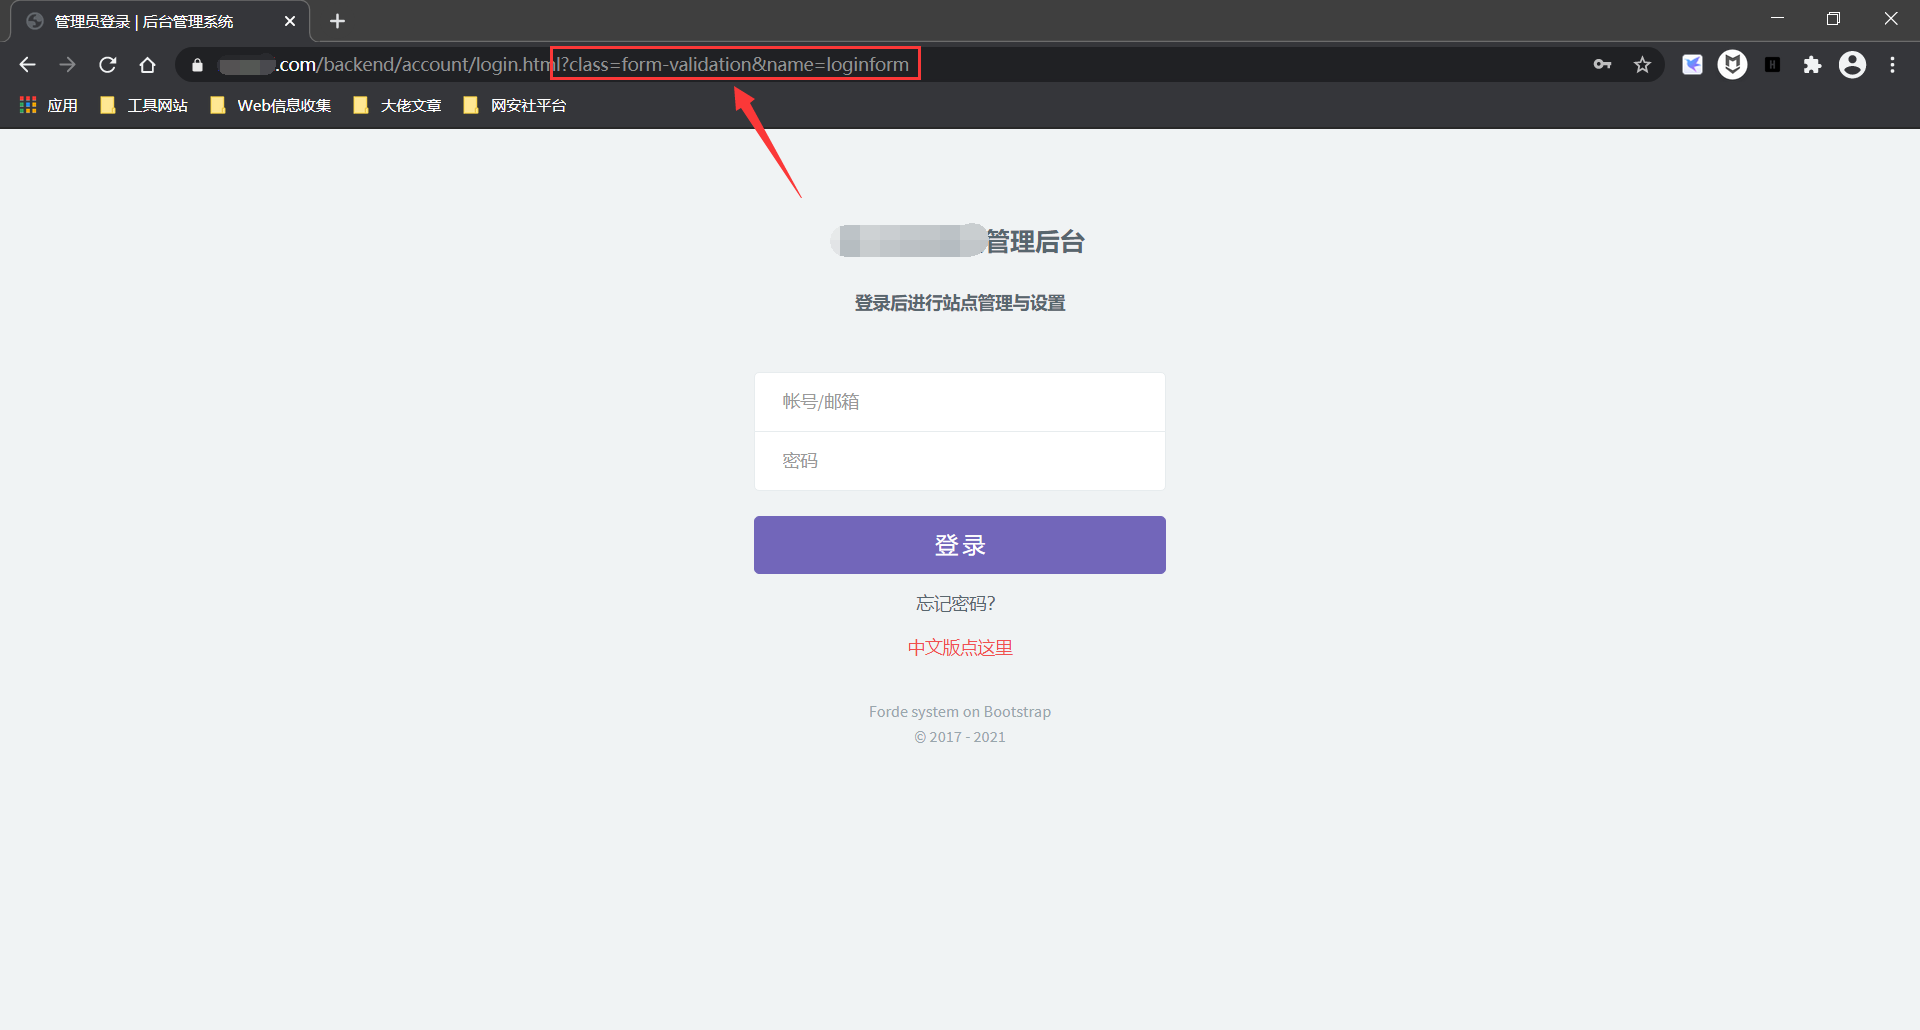 管理员登录 | 后台管理系统
.com/backend/account/login.html?class=form-validation&name=loginform
应用 工具网站 Web信息收集 大佬文章 网安社平台
管理后台
登录后进行站点管理与设置
帐号/邮箱
密码
登录
忘记密码?
中文版点这里
Forde system on Bootstrap
© 2017 - 2021